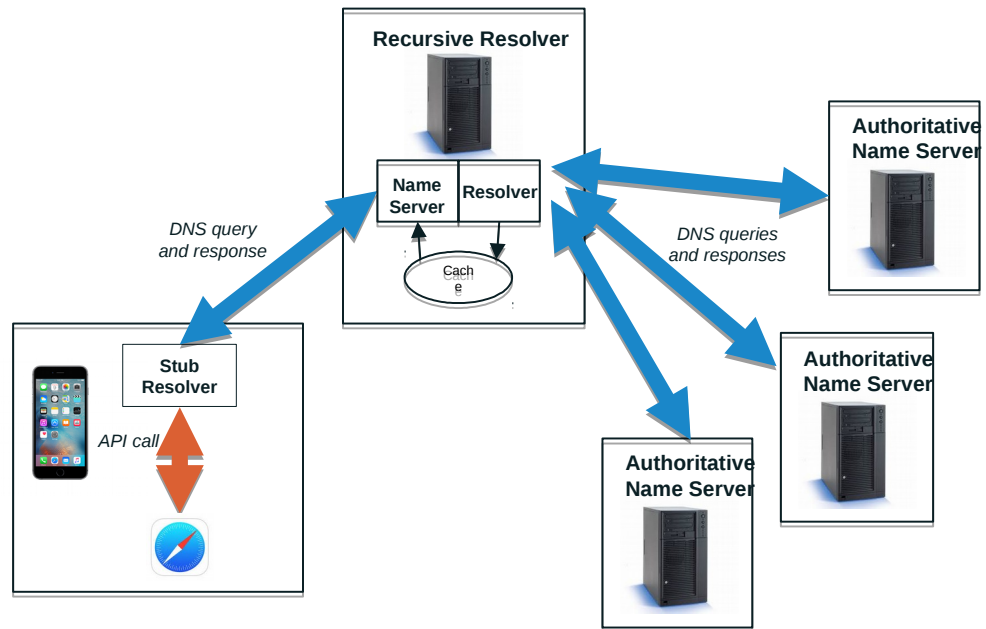 Recursive Resolver
Name
Server
Resolver
Cach
e
:
:
DNS query
and response
DNS queries
and responses
Authoritative
Name Server
Authoritative
Name Server
Authoritative
Name Server
Stub
Resolver
API call